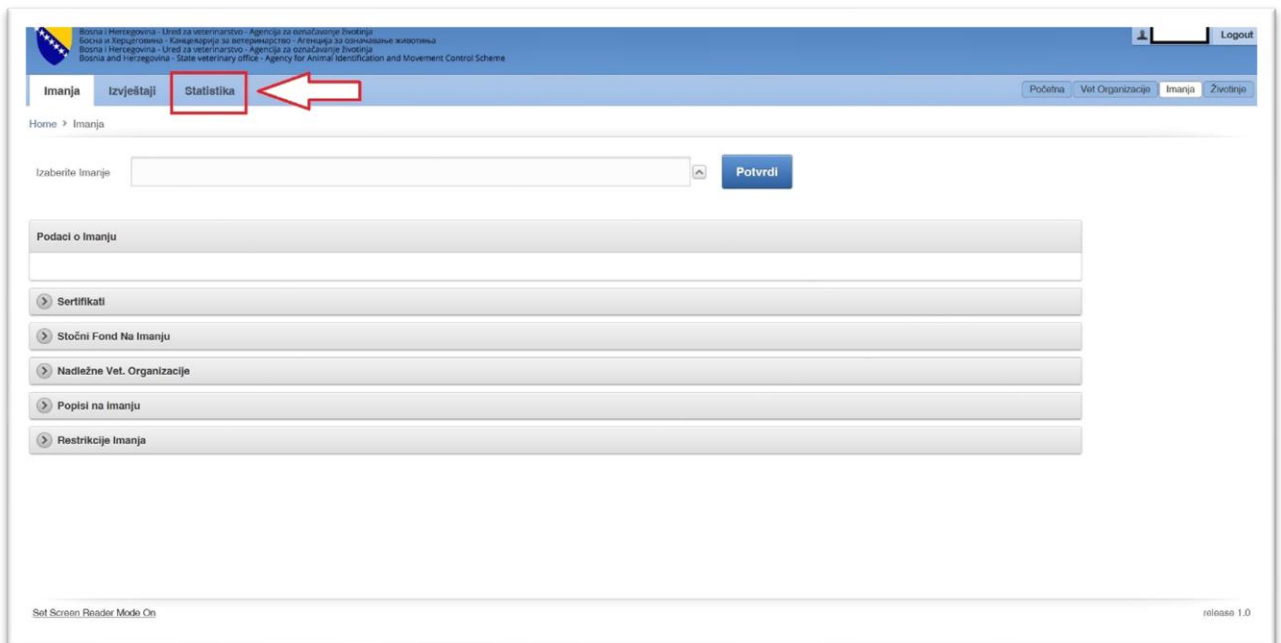 Bosna i Hercegovina - Ured za veterinarstvo - Agencija za označavanje životinja
Босна и Херцеговина - Канцеларија за ветеринарство - Агенција за означавање животиња
Bosna i Hercegovina - Ured za veterinarstvo - Agencija za označavanje životinja
Bosnia and Herzegovina - State veterinary office - Agency for Animal Identification and Movement Control Scheme
Logout
Imanja Izvještaji Statistika
Početna Vet Organizacije Imanja Životinje
Home > Imanja
Izaberite Imanje Potvrdi
Podaci o Imanju
Sertifikati
Stočni Fond Na Imanju
Nadležne Vet. Organizacije
Popisi na imanju
Restrikcije Imanja
Set Screen Reader Mode On release 1.0